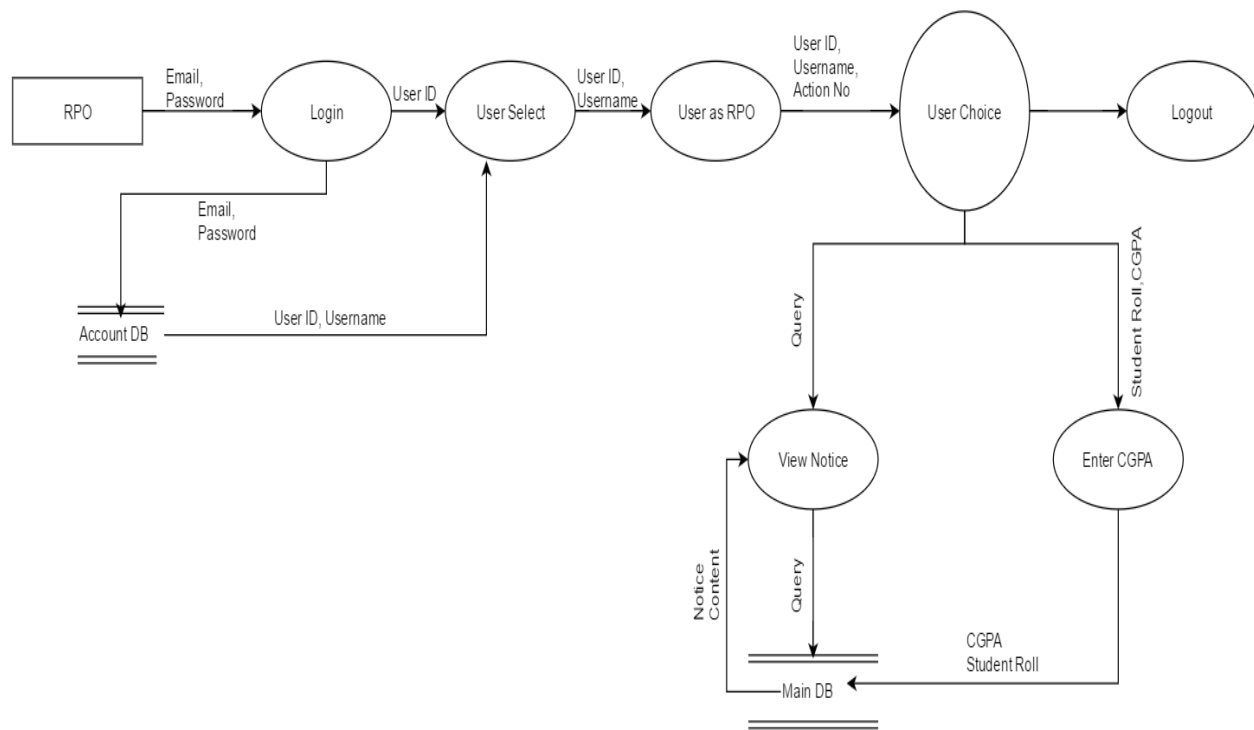 RPO
Email,
Password
Login
User ID
User Select
User ID,
Username
User as RPO
User ID,
Username,
Action No
User Choice
Logout
Email,
Password
Account DB
User ID, Username
Query
Student Roll,CGPA
View Notice
Enter CGPA
Notice
Content
Query
CGPA
Student Roll
Main DB